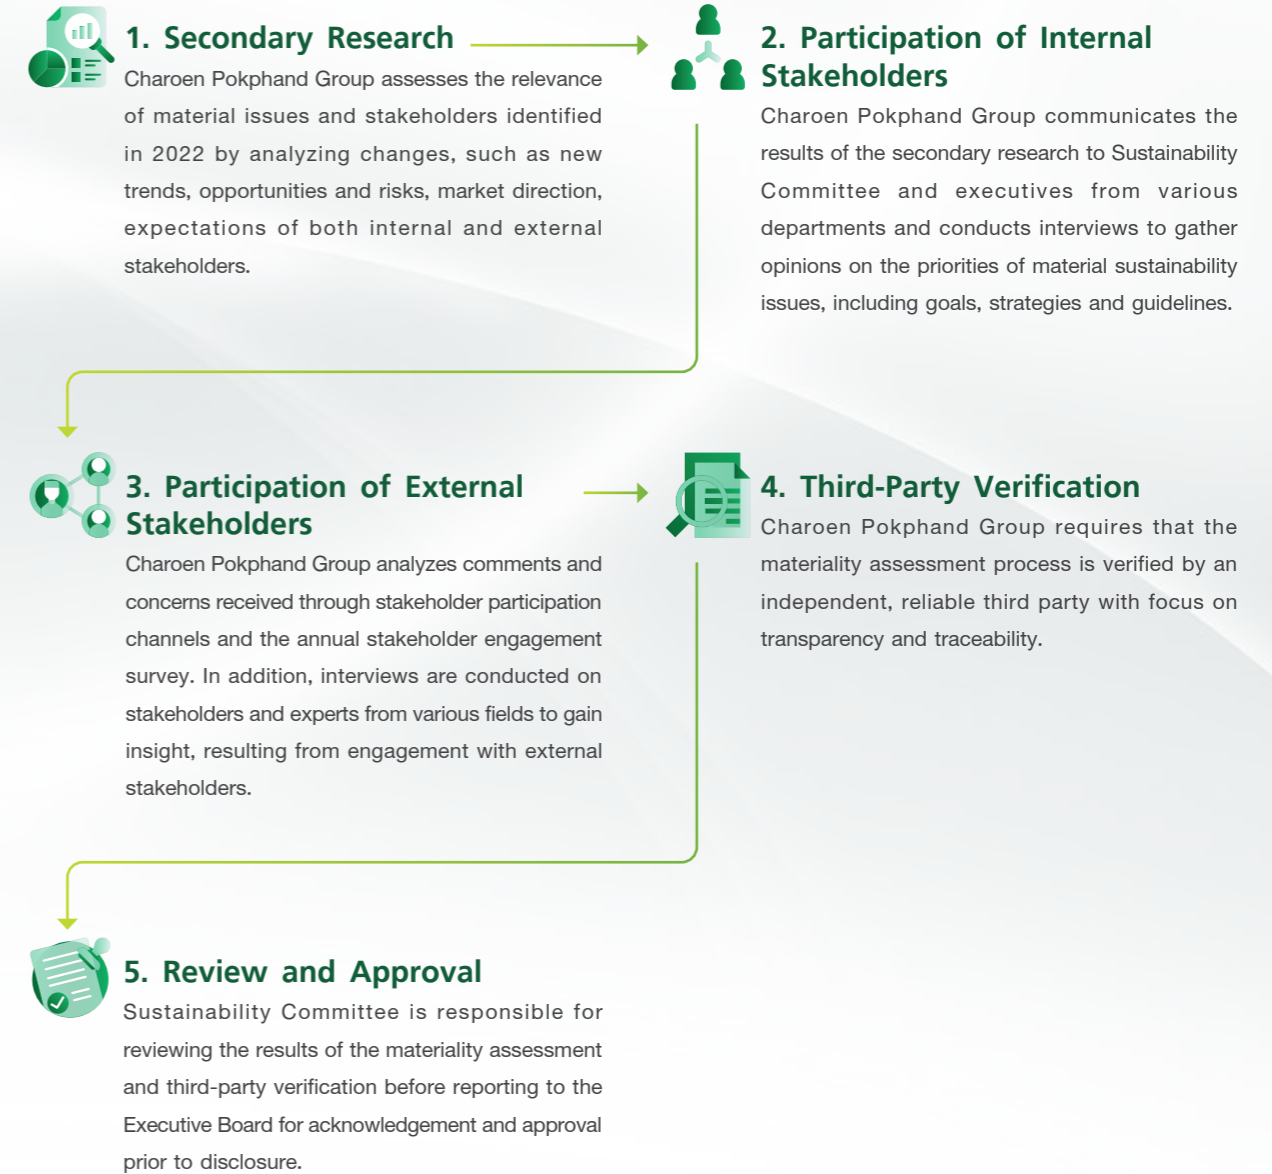 1. Secondary Research
Charoen Pokphand Group assesses the relevance
of material issues and stakeholders identified
in 2022 by analyzing changes, such as new
trends, opportunities and risks, market direction,
expectations of both internal and external
stakeholders.
2. Participation of Internal
Stakeholders
Charoen Pokphand Group communicates the
results of the secondary research to Sustainability
Committee and executives from various
departments and conducts interviews to gather
opinions on the priorities of material sustainability
issues, including goals, strategies and guidelines.
3. Participation of External
Stakeholders
Charoen Pokphand Group analyzes comments and
concerns received through stakeholder participation
channels and the annual stakeholder engagement
survey. In addition, interviews are conducted on
stakeholders and experts from various fields to gain
insight, resulting from engagement with external
stakeholders.
4. Third-Party Verification
Charoen Pokphand Group requires that the
materiality assessment process is verified by an
independent, reliable third party with focus on
transparency and traceability.
5. Review and Approval
Sustainability Committee is responsible for
reviewing the results of the materiality assessment
and third-party verification before reporting to the
Executive Board for acknowledgement and approval
prior to disclosure.